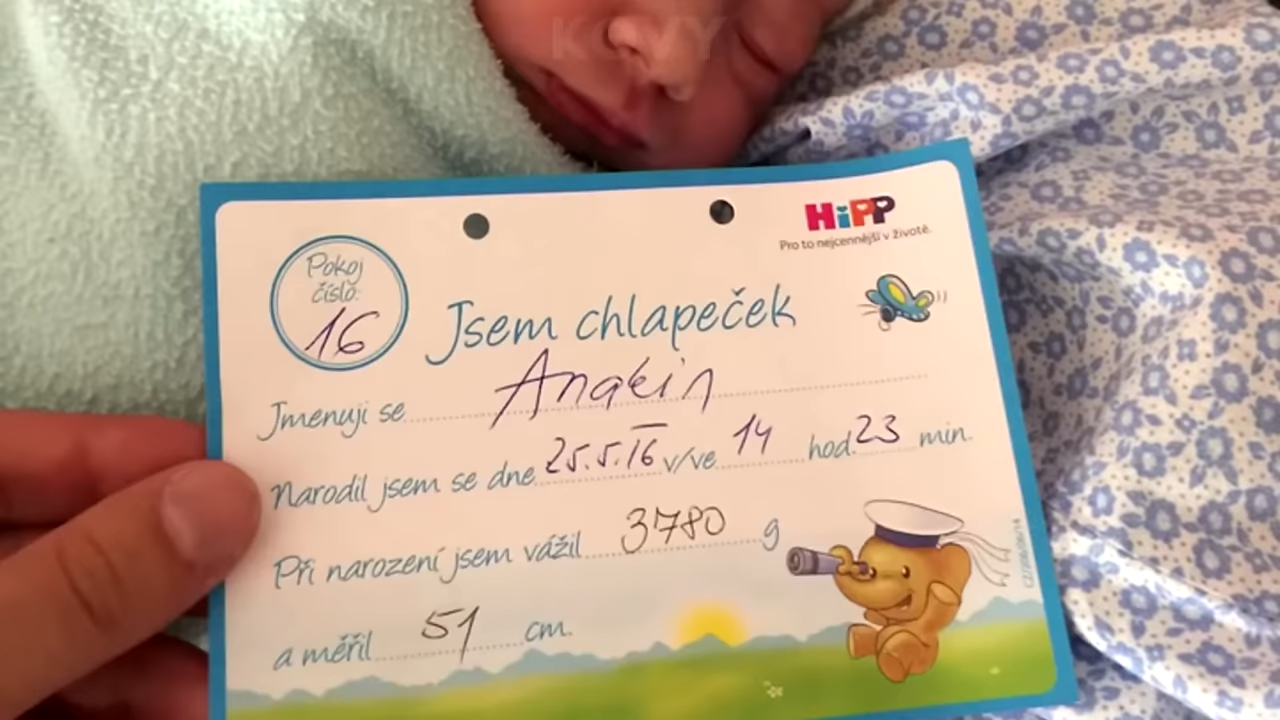 KOVY
HiPP
Pro to nejcennější v životě.
Pokoj
číslo:
16
Jsem chlapeček
Jmenuji se Anakin
Narodil jsem se dne 25.5.16 v/ve 14 hod. 23 min.
Při narození jsem vážil 3780 g
a měřil 51 cm.